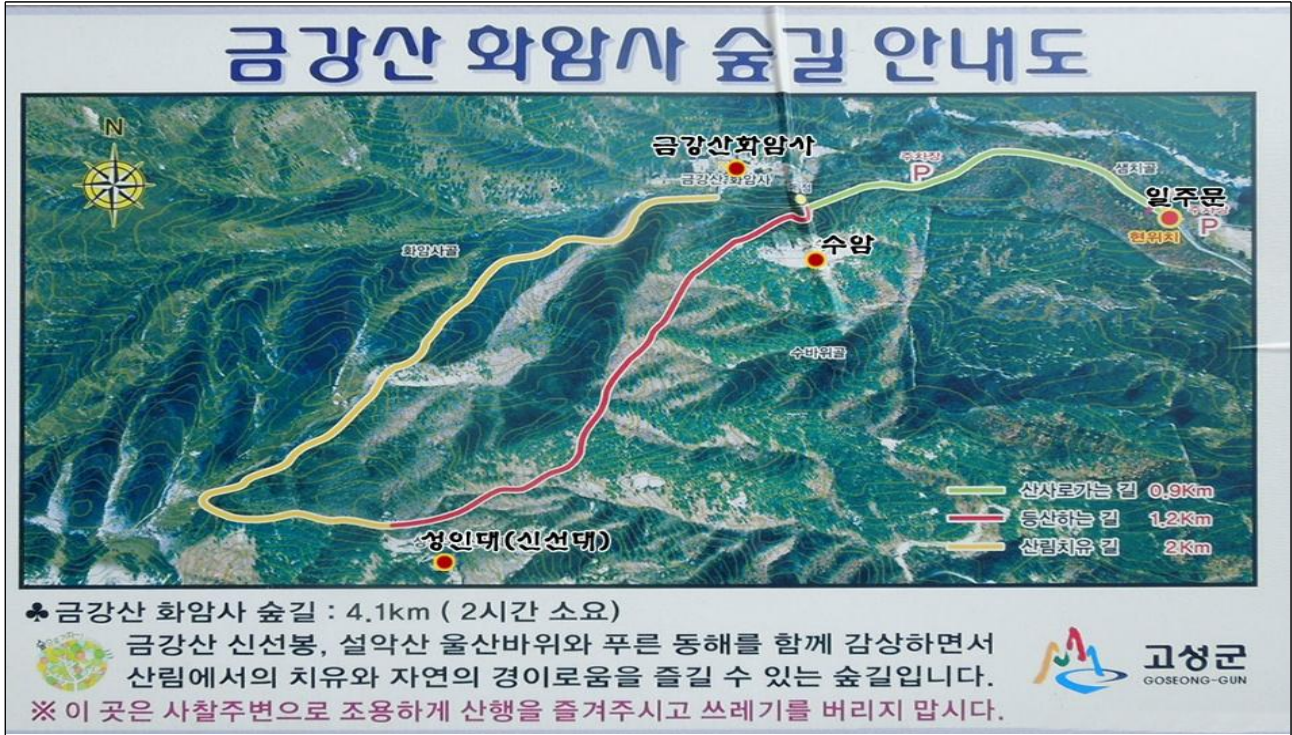 금강산 화암사 숲길 안내도
N
금강산화암사
금강산 화암사
주차장
P
샘치골
일주문
주차장
P
현위치
화암사골
수암
수바위골
성인대(신선대)
산사로가는 길 0.9Km
등산하는 길 1.2Km
산림치유 길 2Km
♣금강산 화암사 숲길 : 4.1km ( 2시간 소요)
금강산 신선봉, 설악산 울산바위와 푸른 동해를 함께 감상하면서
산림에서의 치유와 자연의 경이로움을 즐길 수 있는 숲길입니다.
고성군
GOSEONG-GUN
※ 이 곳은 사찰주변으로 조용하게 산행을 즐겨주시고 쓰레기를 버리지 맙시다.